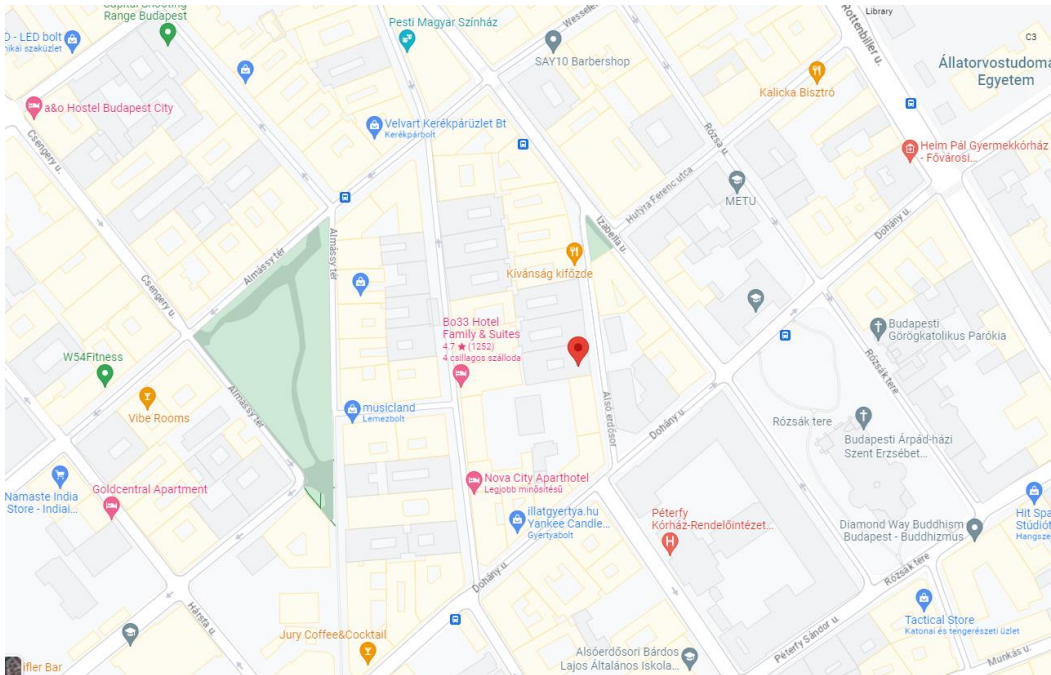 Range Budapest
Pesti Magyar Színház
Wesselé
Rottenbiller u.
Library
C3
Állatorvostudomá
Egyetem
D - LED bolt
nikai szaküzlet
SAY10 Barbershop
Kalicka Bisztró
a&o Hostel Budapest City
Csengery u.
Velvart Kerékpárüzlet Bt
Kerékpárbolt
Rózsa u.
Heim Pál Gyermekkórház
- Fővárosi...
METU
Hutyra Ferenc utca
Izabella u.
Dohány u.
Almássy tér
Almássy tér
Kívánság kifőzde
Csengery u.
Bo33 Hotel
Family & Suites
4.7 ★ (1252)
4 csillagos szálloda
Budapesti
Görögkatolikus Parókia
W54Fitness
Vibe Rooms
Almássy tér
musicland
Lemezbolt
Alsó erdősor
Dohány u.
Rózsák tere
Rózsák tere
Budapesti Árpád-házi
Szent Erzsébet...
Namaste India
Store - Indiai...
Goldcentral Apartment
Nova City Aparthotel
Legjobb minősítésű
illatgyertya.hu
Yankee Candle...
Gyertyabolt
Péterfy
Kórház-Rendelőintézet...
H
Diamond Way Buddhism
Budapest - Buddhizmus
Hit Spa
Stúdiót
Hangsze
Dohány u.
Rózsák tere
Hársfa u.
Jury Coffee&Cocktail
Alsóerdősori Bárdos
Lajos Általános Iskola...
Péterfy Sándor u.
Tactical Store
Katonai és tengerészeti üzlet
Munkás u.
ifler Bar